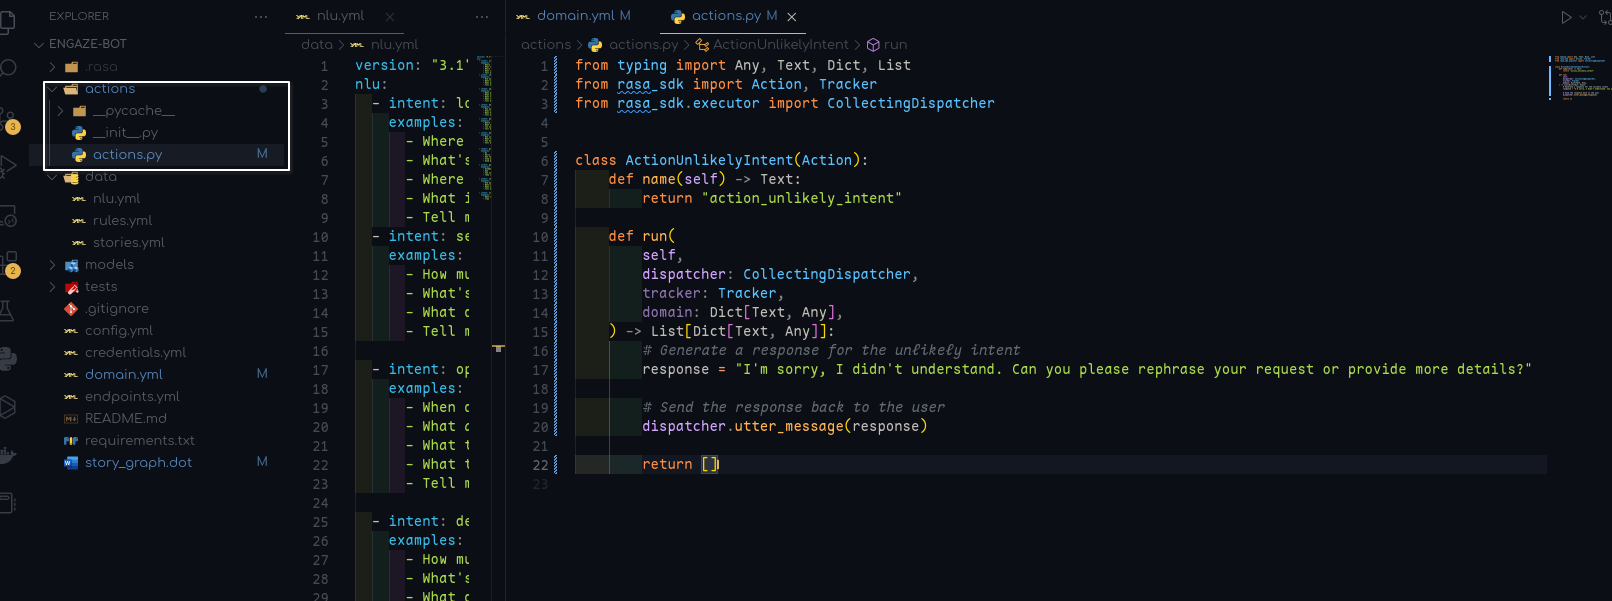 EXPLORER
ENGAZE-BOT
.rasa
actions
__pycache__
__init__.py
actions.py M
data
nlu.yml
rules.yml
stories.yml
models
tests
.gitignore
config.yml
credentials.yml
domain.yml M
endpoints.yml
README.md
requirements.txt
story_graph.dot M
3
2
nlu.yml
data > nlu.yml
1 version: "3.1"
2 nlu:
3 - intent: lo
4 examples:
5 - Where
6 - What's
7 - Where
8 - What i
9 - Tell m
10 - intent: se
11 examples:
12 - How mu
13 - What's
14 - What a
15 - Tell m
16
17 - intent: op
18 examples:
19 - When a
20 - What a
21 - What t
22 - What t
23 - Tell m
24
25 - intent: de
26 examples:
27 - How mu
28 - What's
29 - What
domain.yml M
actions.py M
actions > actions.py > ActionUnlikelyIntent > run
1 from typing import Any, Text, Dict, List
2 from rasa_sdk import Action, Tracker
3 from rasa_sdk.executor import CollectingDispatcher
4
5
6 class ActionUnlikelyIntent(Action):
7 def name(self) -> Text:
8 return "action_unlikely_intent"
9
10 def run(
11 self,
12 dispatcher: CollectingDispatcher,
13 tracker: Tracker,
14 domain: Dict[Text, Any],
15 ) -> List[Dict[Text, Any]]:
16 # Generate a response for the unlikely intent
17 response = "I'm sorry, I didn't understand. Can you please rephrase your request or provide more details?"
18
19 # Send the response back to the user
20 dispatcher.utter_message(response)
21
22 return []
23